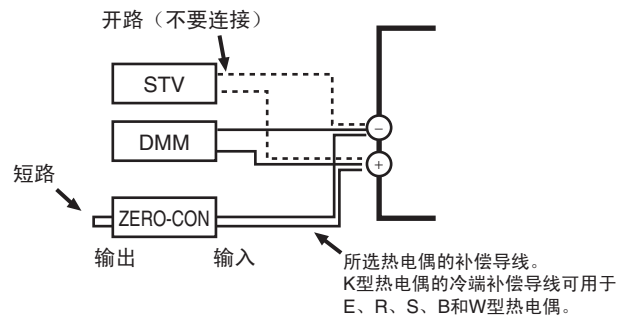 开路（不要连接）
STV
DMM
−
+
短路
ZERO-CON
输出 输入
所选热电偶的补偿导线。
K型热电偶的冷端补偿导线可用于
E、R、S、B和W型热电偶。